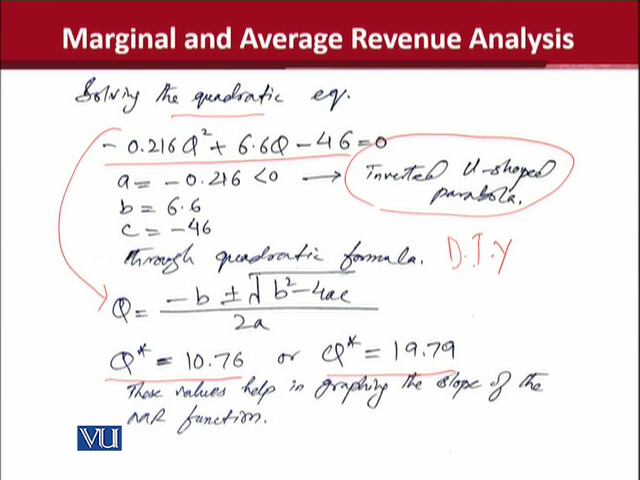 Marginal and Average Revenue Analysis
Solving the quadratic eq.
- 0.216Q² + 6.6Q - 46 = 0
a = - 0.216 < 0 → Inverted U-shaped parabola.
b = 6.6
c = -46
through quadratic formula. D.I.Y
Q = -b ± √b²-4ac / 2a
Q* = 10.76 or Q* = 19.79
These values help in graphing the slope of the
MR function.
VU